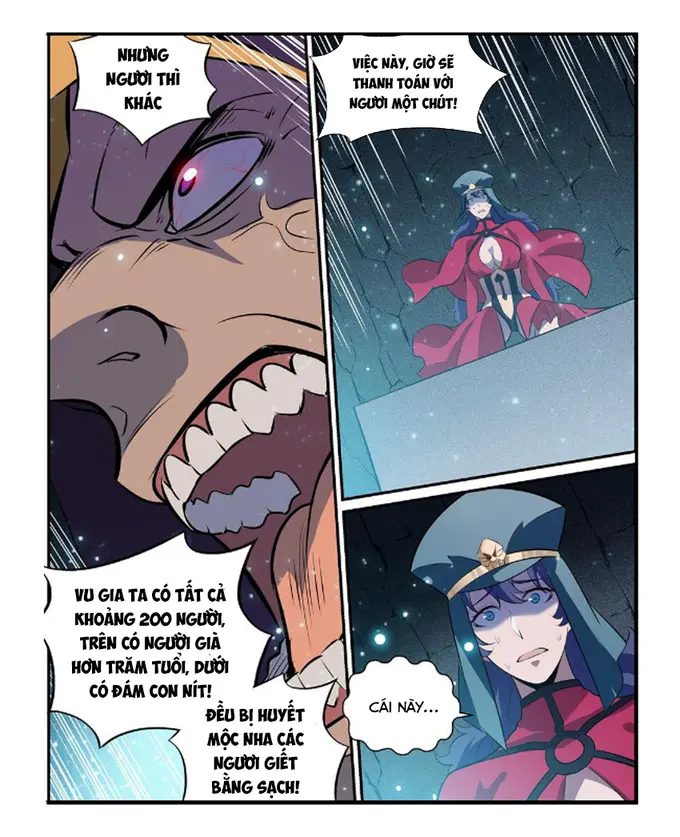 NHƯNG
NGƯƠI THÌ
KHÁC
VIỆC NÀY, GIỜ SẼ
THANH TOÁN VỚI
NGƯƠI MỘT CHÚT!
VU GIA TA CÓ TẤT CẢ
KHOẢNG 200 NGƯỜI,
TRÊN CÓ NGƯỜI GIÀ
HƠN TRĂM TUỔI, DƯỚI
CÓ ĐÁM CON NÍT!
ĐỀU BỊ HUYẾT
MỘC NHA CÁC
NGƯƠI GIẾT
BẰNG SẠCH!
CÁI NÀY...